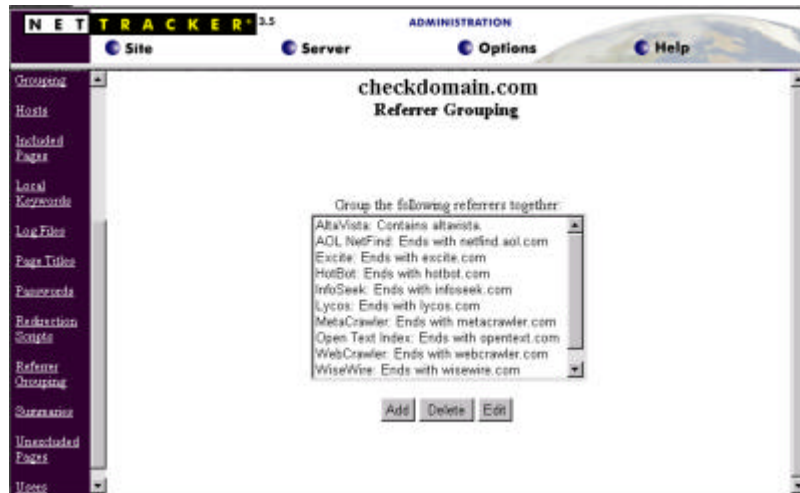 NET TRACKER® 3.5
ADMINISTRATION
Site
Server
Options
Help
Grouping
Hosts
Included
Pages
Local
Keywords
Log Files
Page Titles
Passwords
Redirection
Scripts
Referrer
Grouping
Summaries
Unexcluded
Pages
Users
checkdomain.com
Referrer Grouping
Group the following referrers together:
AltaVista: Contains altavista.
AOL NetFind: Ends with netfind.aol.com
Excite: Ends with excite.com
HotBot: Ends with hotbot.com
InfoSeek: Ends with infoseek.com
Lycos: Ends with lycos.com
MetaCrawler: Ends with metacrawler.com
Open Text Index: Ends with opentext.com
WebCrawler: Ends with webcrawler.com
WiseWire: Ends with wisewire.com
Add Delete Edit